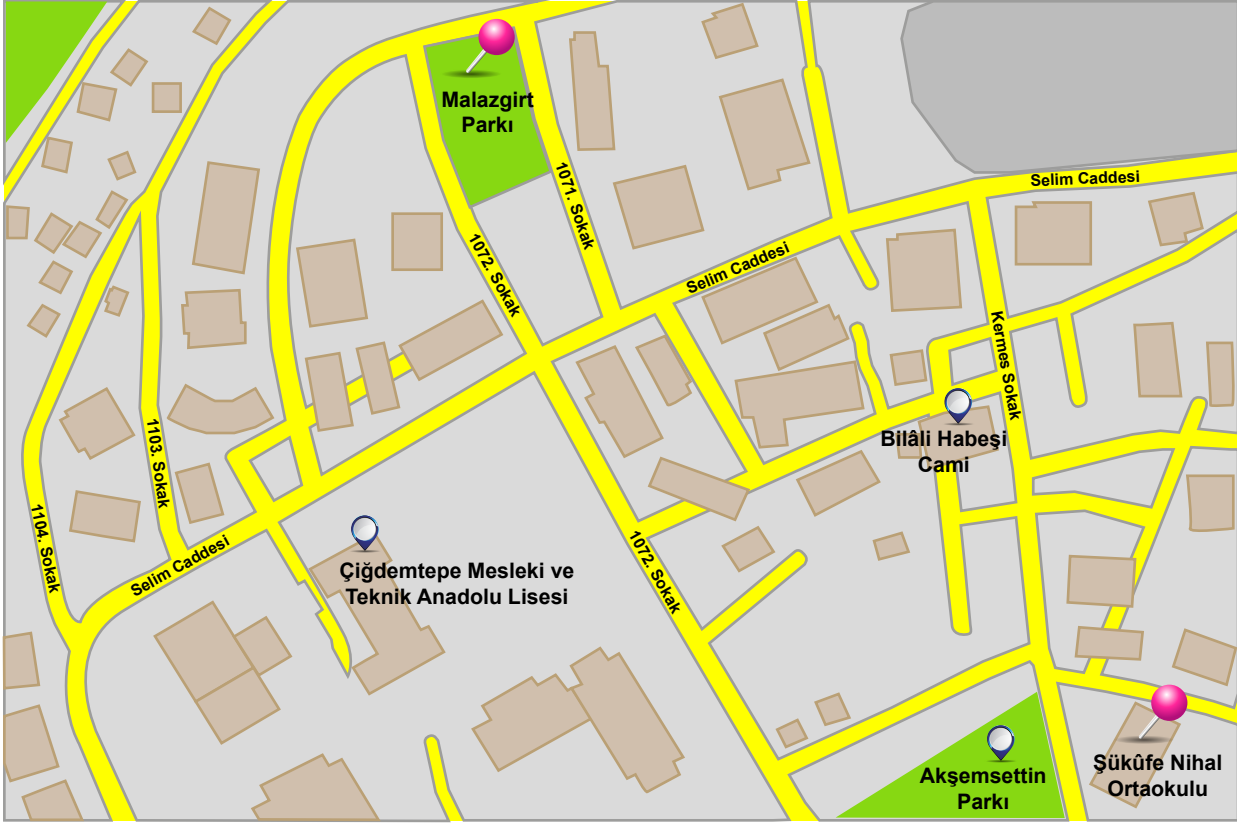 Malazgirt
Parkı
1071. Sokak
Selim Caddesi
1072. Sokak
Selim Caddesi
Kermes Sokak
Bilâli Habeşi
Cami
1103. Sokak
1104. Sokak
Selim Caddesi
Çiğdemtepe Mesleki ve
Teknik Anadolu Lisesi
1072. Sokak
Akşemsettin
Parkı
Şükûfe Nihal
Ortaokulu